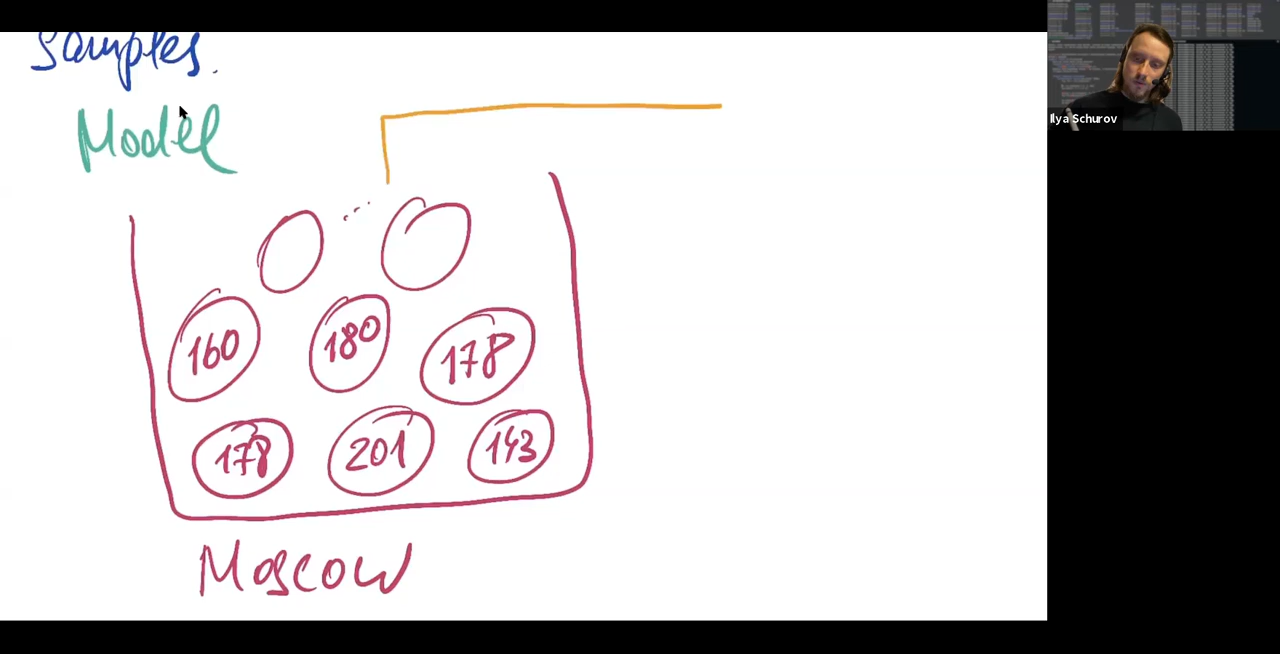 Samples.
Model
Ilya Schurov
160 180 178
178 201 143
Moscow